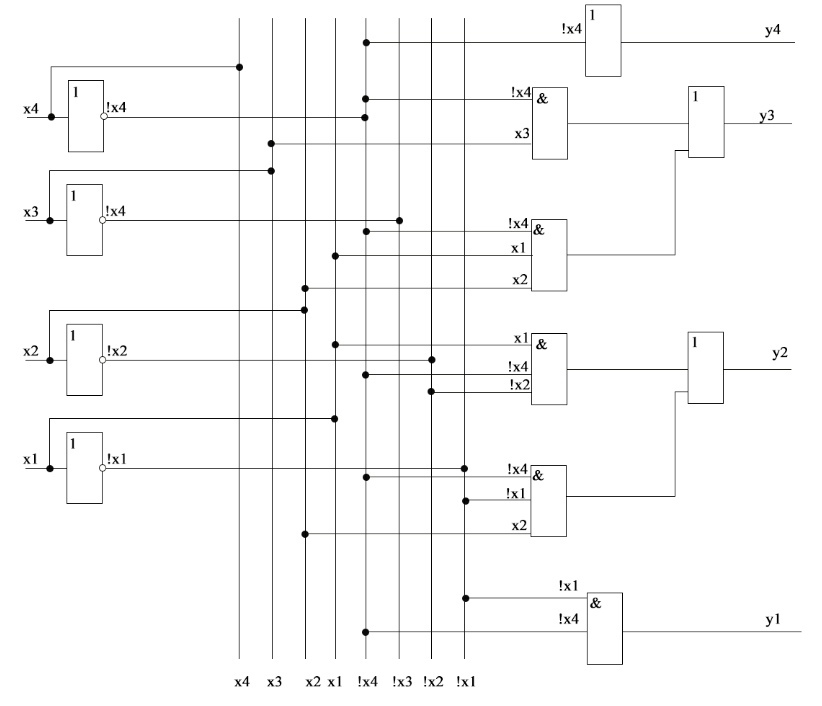 1
!x4 y4
1
x4 !x4
!x4 & 1
x3 y3
1
x3 !x4
!x4 &
x1
x2
1
x2 !x2
x1 & 1
!x4 y2
!x2
1
x1 !x1
!x4 &
!x1
x2
!x1 &
!x4 y1
x4 x3 x2 x1 !x4 !x3 !x2 !x1